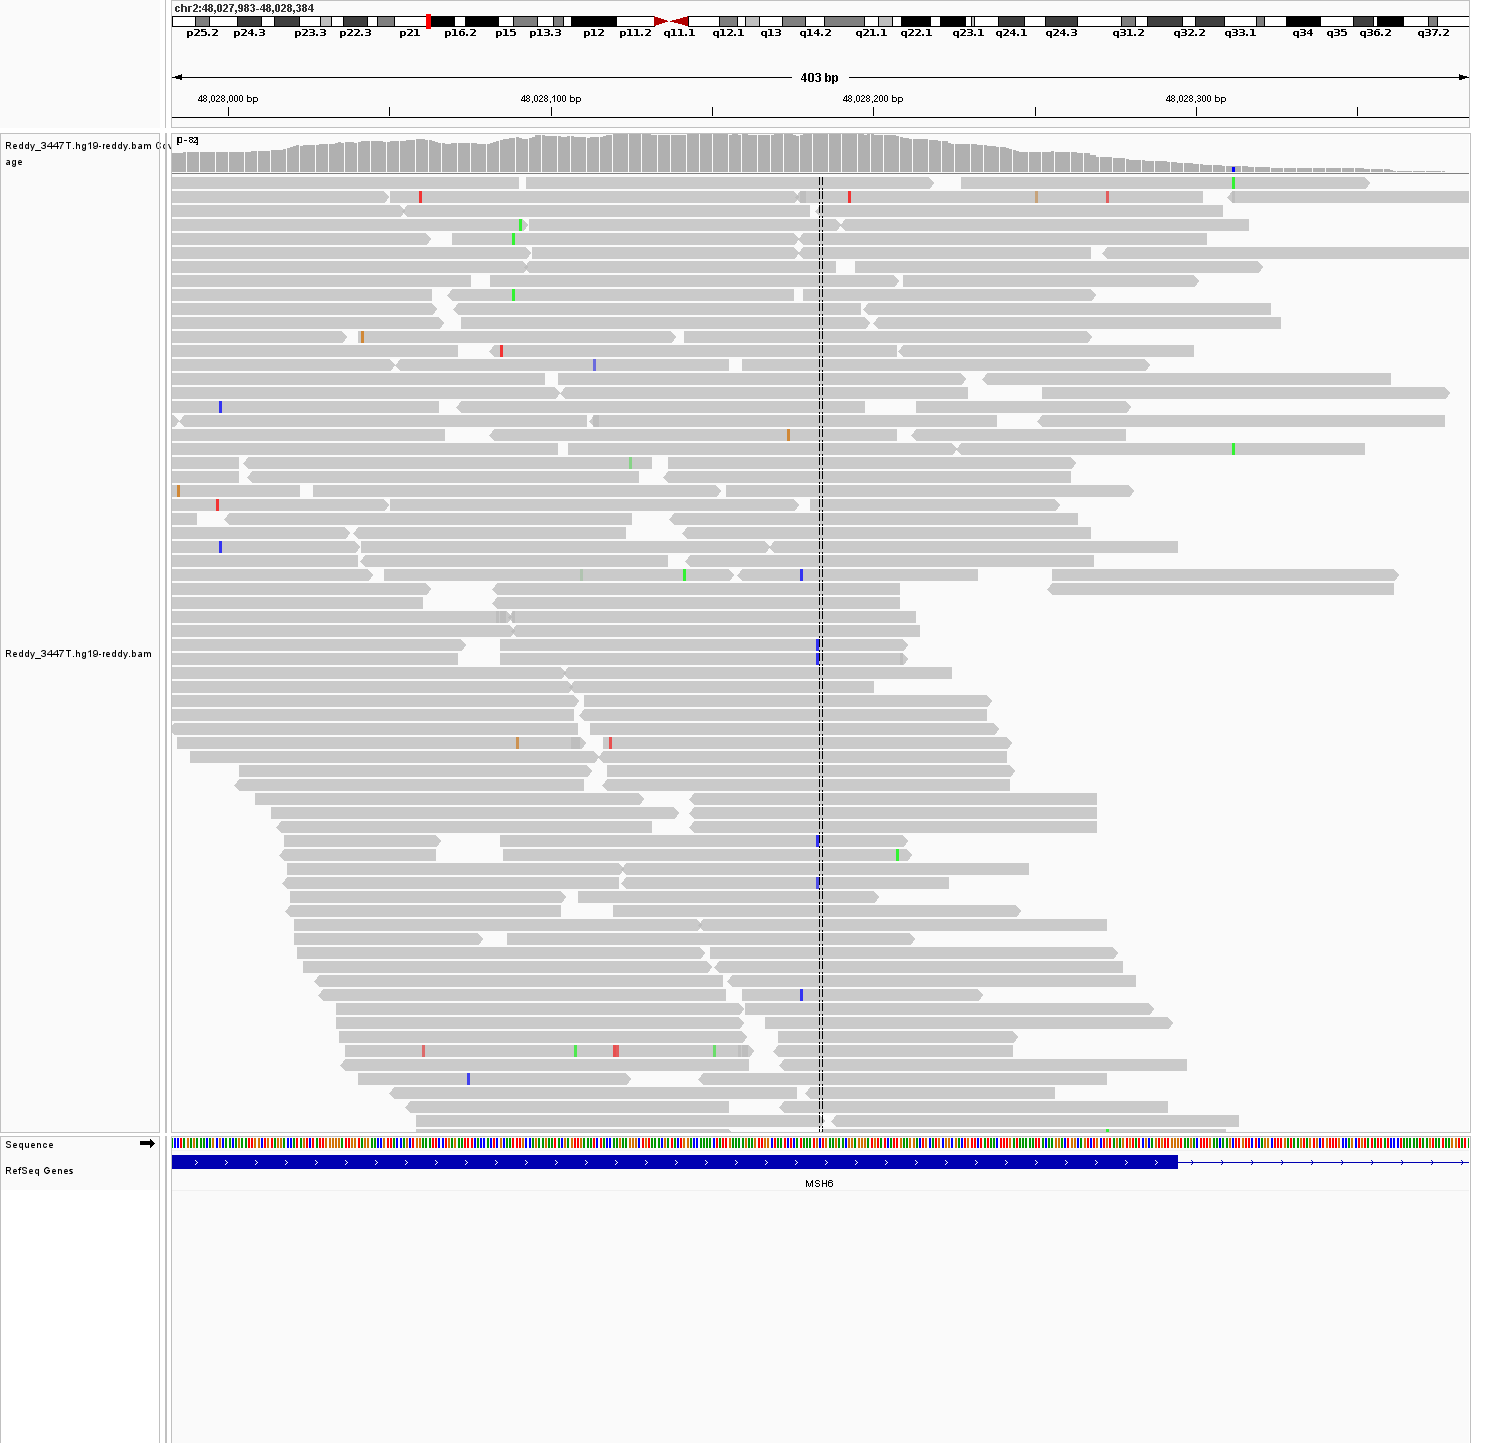 chr2:48,027,983-48,028,384
p25.2 p24.3 p23.3 p22.3 p21 p16.2 p15 p13.3 p12 p11.2 q11.1 q12.1 q13 q14.2 q21.1 q22.1 q23.1 q24.1 q24.3 q31.2 q32.2 q33.1 q34 q35 q36.2 q37.2
403 bp
48,028,000 bp 48,028,100 bp 48,028,200 bp 48,028,300 bp
[0-82]
Reddy_3447T.hg19-reddy.bam Cov
age
Reddy_3447T.hg19-reddy.bam
Sequence
RefSeq Genes
MSH6